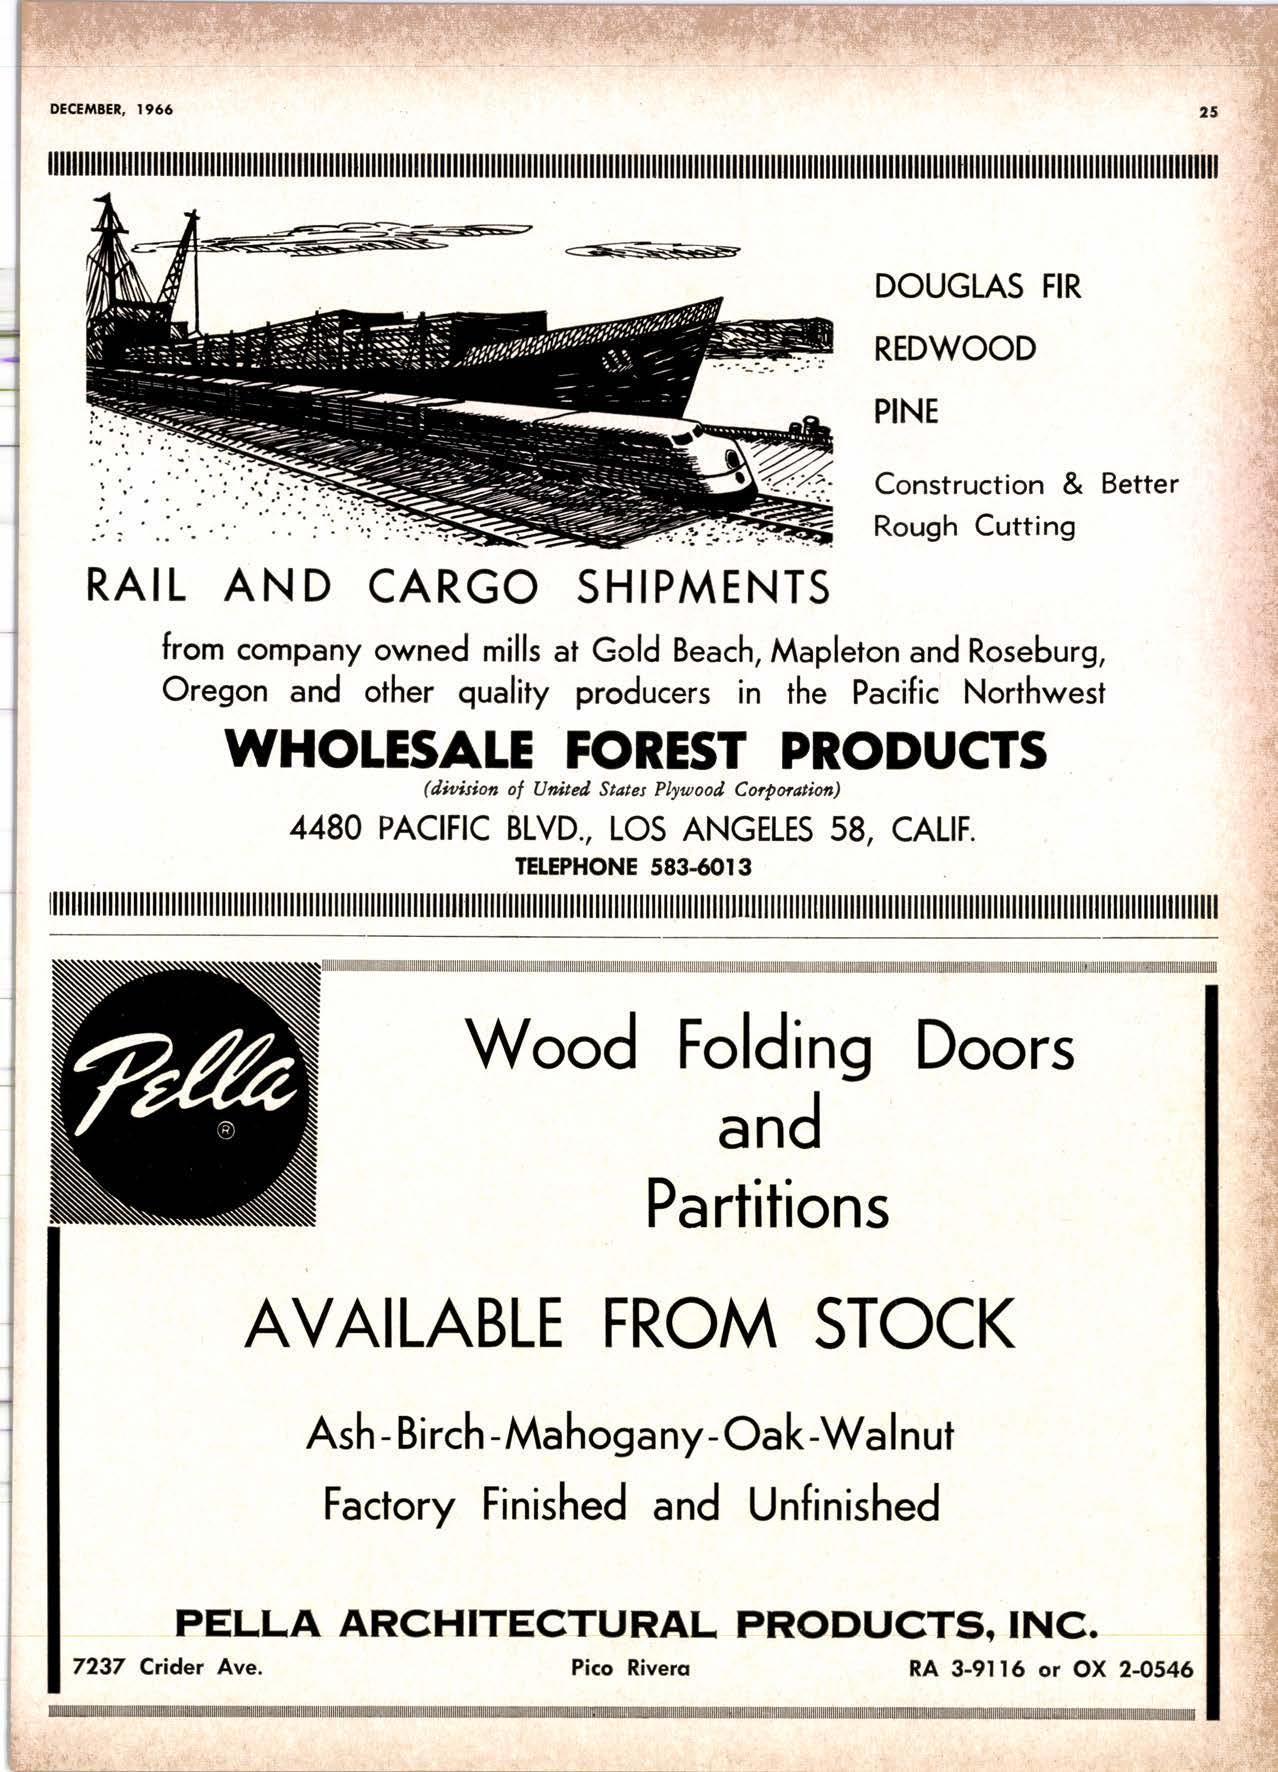 DECEMBER, 1966
25
DOUGLAS FIR
REDWOOD
PINE
Construction & Better
Rough Cutting
RAIL AND CARGO SHIPMENTS
from company owned mills at Gold Beach, Mapleton and Roseburg,
Oregon and other quality producers in the Pacific Northwest
WHOLESALE FOREST PRODUCTS
(division of United States Plywood Corporation)
4480 PACIFIC BLVD., LOS ANGELES 58, CALIF.
TELEPHONE 583-6013
Pella
®
Wood Folding Doors
and
Partitions
AVAILABLE FROM STOCK
Ash-Birch-Mahogany-Oak-Walnut
Factory Finished and Unfinished
PELLA ARCHITECTURAL PRODUCTS, INC.
7237 Crider Ave. Pico Rivera RA 3-9116 or OX 2-0546